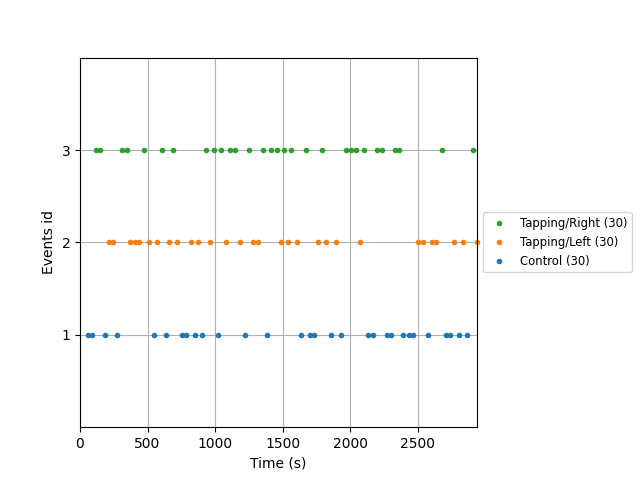 Events id
3
2
1
0
500
1000
1500
2000
2500
Time (s)
Tapping/Right (30)
Tapping/Left (30)
Control (30)